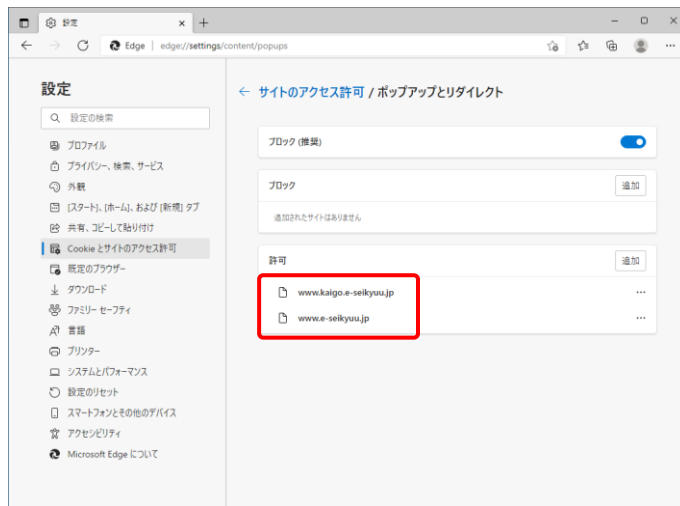 設定
Edge | edge://settings/content/popups
設定
設定の検索
プロファイル
プライバシー、検索、サービス
外観
[スタート]、[ホーム]、および [新規] タブ
共有、コピーして貼り付け
Cookie とサイトのアクセス許可
既定のブラウザー
ダウンロード
ファミリー セーフティ
言語
プリンター
システムとパフォーマンス
設定のリセット
スマートフォンとその他のデバイス
アクセシビリティ
Microsoft Edge について
サイトのアクセス許可 / ポップアップとリダイレクト
ブロック (推奨)
ブロック
追加
追加されたサイトはありません
許可
追加
www.kaigo.e-seikyuu.jp
www.e-seikyuu.jp